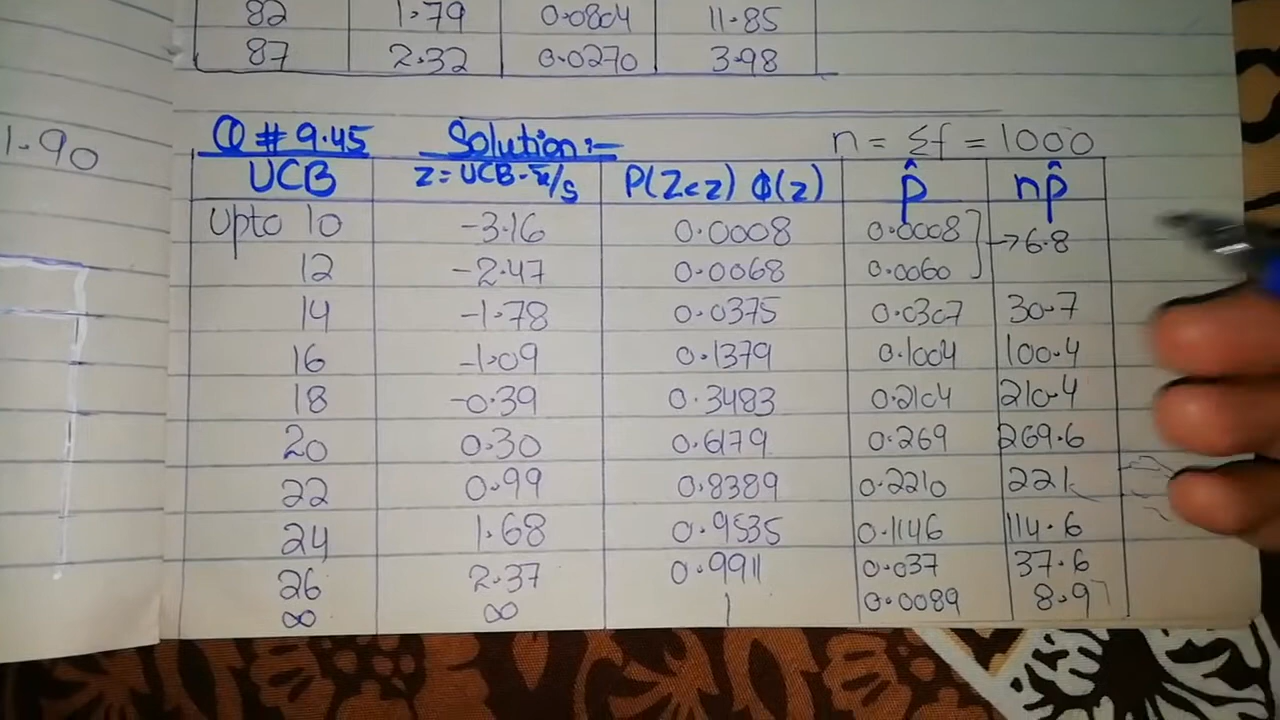 82 1.79 0.0804 11.85
87 2.32 0.0270 3.98
1.90
Q # 9.45 Solution:- n = Σf = 1000
UCB z = UCB-x̄/s P(Z<z) Φ(z) p̂ np̂
Upto 10 -3.16 0.0008 0.0008 → 6.8
12 -2.47 0.0068 0.0060
14 -1.78 0.0375 0.0307 30.7
16 -1.09 0.1379 0.1004 100.4
18 -0.39 0.3483 0.2104 210.4
20 0.30 0.6179 0.269 269.6
22 0.99 0.8389 0.2210 221
24 1.68 0.9535 0.1146 114.6
26 2.37 0.9911 0.037 37.6
∞ ∞ 1 0.0089 8.9